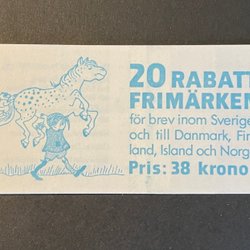 20 RABATT
FRIMÄRKEN
för brev inom Sverige
och till Danmark, Fin
land, Island och Norg
Pris: 38 krono